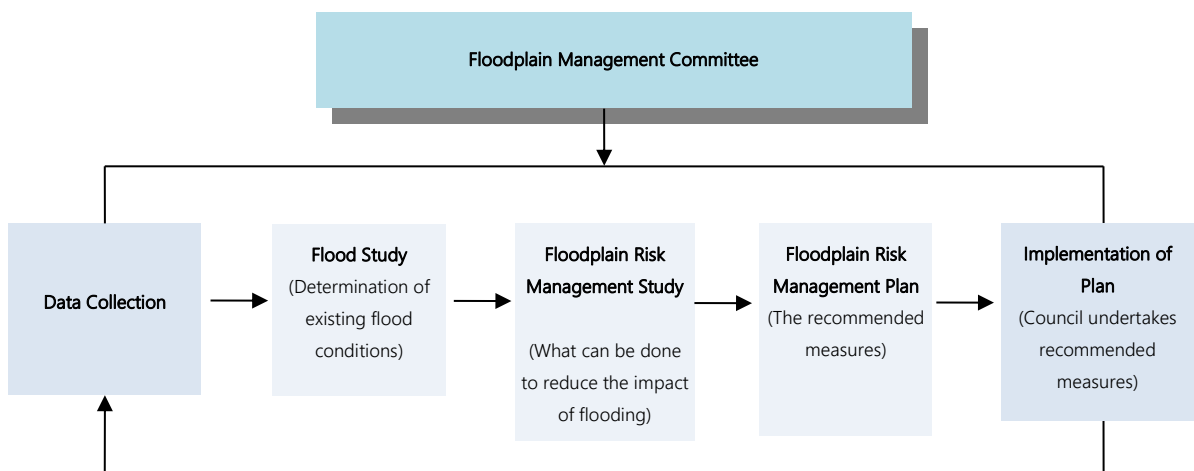 Floodplain Management Committee
Data Collection
Flood Study
(Determination of
existing flood
conditions)
Floodplain Risk
Management Study
(What can be done
to reduce the impact
of flooding)
Floodplain Risk
Management Plan
(The recommended
measures)
Implementation of
Plan
(Council undertakes
recommended
measures)